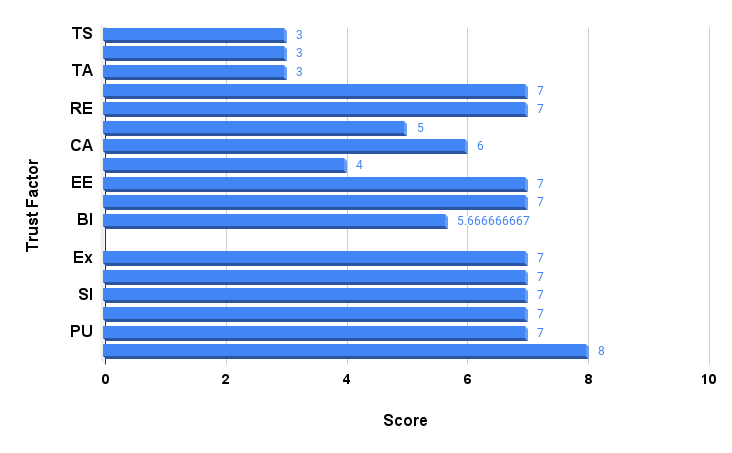 TS 3
3
TA 3
7
RE 7
5
CA 6
4
EE 7
7
BI 5.666666667
Ex 7
7
SI 7
7
PU 7
8
0 2 4 6 8 10
Score
Trust Factor